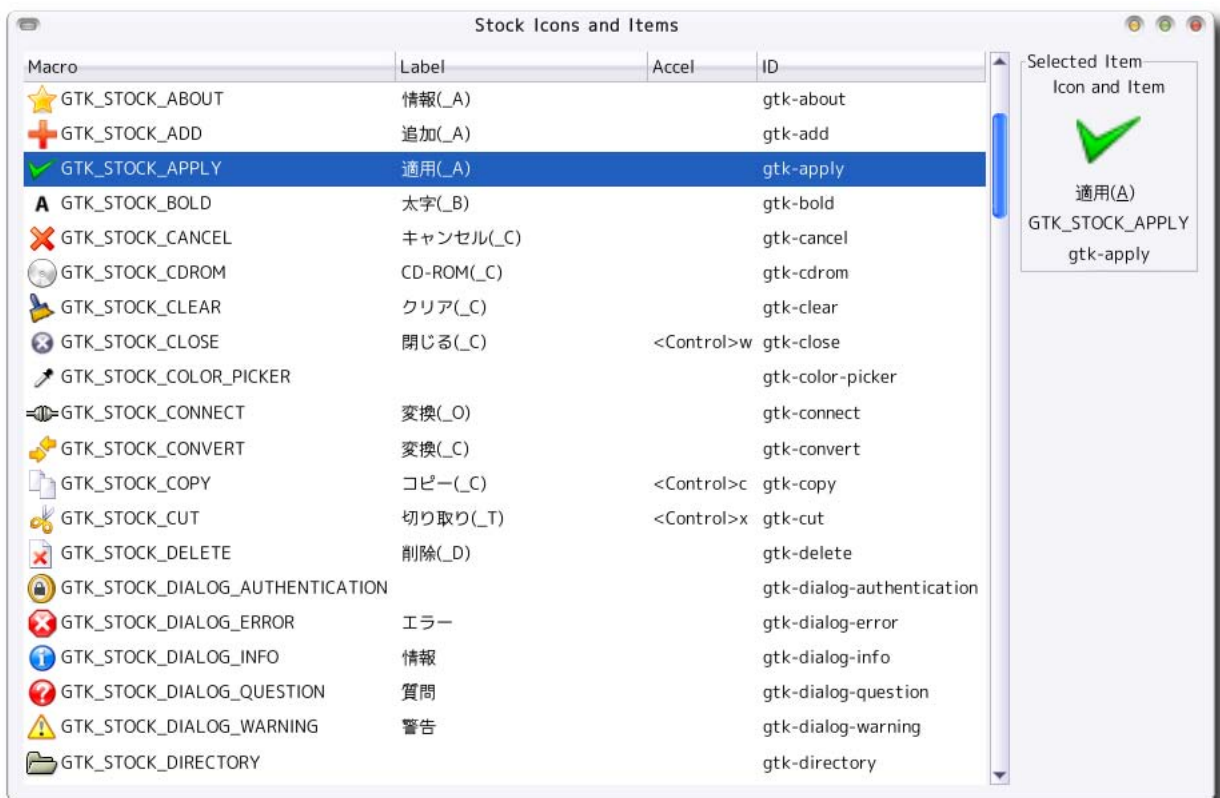 Stock Icons and Items
Macro Label Accel ID
GTK_STOCK_ABOUT 情報(_A) gtk-about
GTK_STOCK_ADD 追加(_A) gtk-add
GTK_STOCK_APPLY 適用(_A) gtk-apply
A GTK_STOCK_BOLD 太字(_B) gtk-bold
GTK_STOCK_CANCEL キャンセル(_C) gtk-cancel
GTK_STOCK_CDROM CD-ROM(_C) gtk-cdrom
GTK_STOCK_CLEAR クリア(_C) gtk-clear
GTK_STOCK_CLOSE 閉じる(_C) <Control>w gtk-close
GTK_STOCK_COLOR_PICKER gtk-color-picker
GTK_STOCK_CONNECT 変換(_O) gtk-connect
GTK_STOCK_CONVERT 変換(_C) gtk-convert
GTK_STOCK_COPY コピー(_C) <Control>c gtk-copy
GTK_STOCK_CUT 切り取り(_T) <Control>x gtk-cut
GTK_STOCK_DELETE 削除(_D) gtk-delete
GTK_STOCK_DIALOG_AUTHENTICATION gtk-dialog-authentication
GTK_STOCK_DIALOG_ERROR エラー gtk-dialog-error
GTK_STOCK_DIALOG_INFO 情報 gtk-dialog-info
GTK_STOCK_DIALOG_QUESTION 質問 gtk-dialog-question
GTK_STOCK_DIALOG_WARNING 警告 gtk-dialog-warning
GTK_STOCK_DIRECTORY gtk-directory
Selected Item
Icon and Item
適用(A)
GTK_STOCK_APPLY
gtk-apply